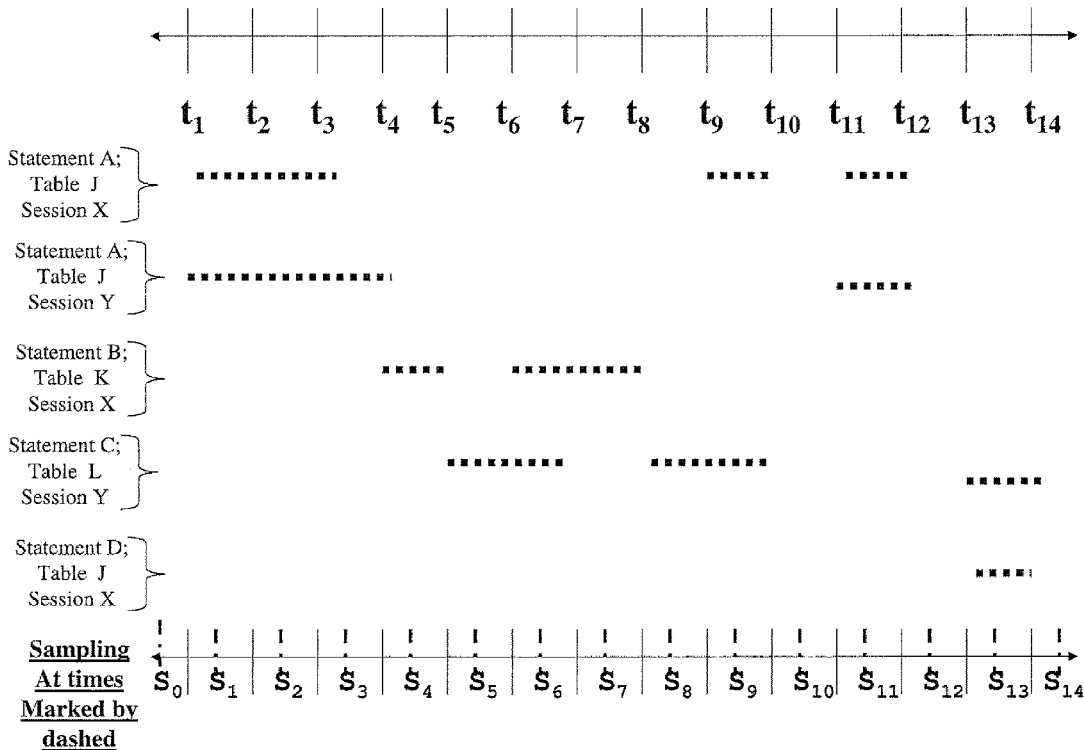 t1 t2 t3 t4 t5 t6 t7 t8 t9 t10 t11 t12 t13 t14
Statement A;
Table J
Session X
Statement A;
Table J
Session Y
Statement B;
Table K
Session X
Statement C;
Table L
Session Y
Statement D;
Table J
Session X
Sampling
At times
Marked by
dashed
S0 S1 S2 S3 S4 S5 S6 S7 S8 S9 S10 S11 S12 S13 S14